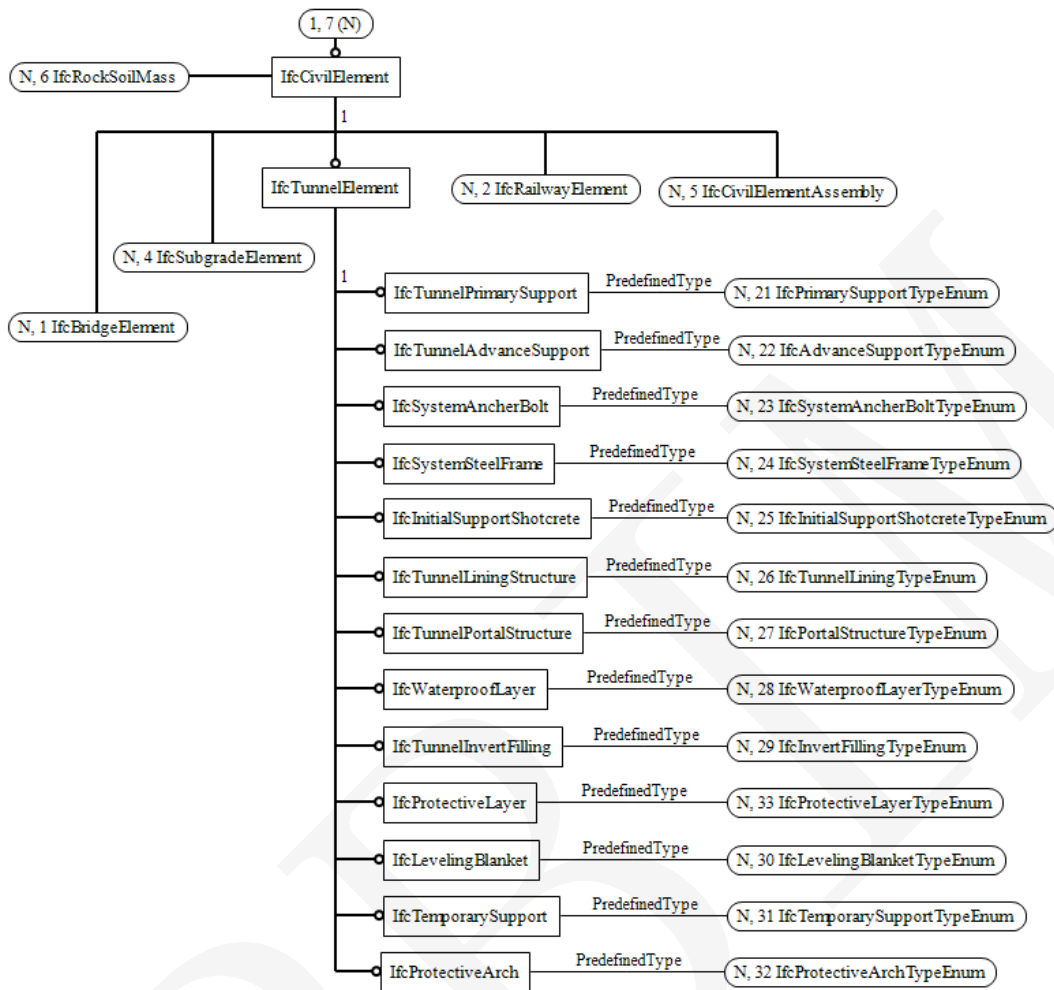 1, 7 (N)
N, 6 IfcRockSoilMass
IfcCivilElement
1
IfcTunnelElement
N, 2 IfcRailwayElement
N, 5 IfcCivilElementAssembly
N, 4 IfcSubgradeElement
N, 1 IfcBridgeElement
1
IfcTunnelPrimarySupport
PredefinedType
N, 21 IfcPrimarySupportTypeEnum
IfcTunnelAdvanceSupport
PredefinedType
N, 22 IfcAdvanceSupportTypeEnum
IfcSystemAncherBolt
PredefinedType
N, 23 IfcSystemAncherBoltTypeEnum
IfcSystemSteelFrame
PredefinedType
N, 24 IfcSystemSteelFrameTypeEnum
IfcInitialSupportShotcrete
PredefinedType
N, 25 IfcInitialSupportShotcreteTypeEnum
IfcTunnelLiningStructure
PredefinedType
N, 26 IfcTunnelLiningTypeEnum
IfcTunnelPortalStructure
PredefinedType
N, 27 IfcPortalStructureTypeEnum
IfcWaterproofLayer
PredefinedType
N, 28 IfcWaterproofLayerTypeEnum
IfcTunnelInvertFilling
PredefinedType
N, 29 IfcInvertFillingTypeEnum
IfcProtectiveLayer
PredefinedType
N, 33 IfcProtectiveLayerTypeEnum
IfcLevelingBlanket
PredefinedType
N, 30 IfcLevelingBlanketTypeEnum
IfcTemporarySupport
PredefinedType
N, 31 IfcTemporarySupportTypeEnum
IfcProtectiveArch
PredefinedType
N, 32 IfcProtectiveArchTypeEnum